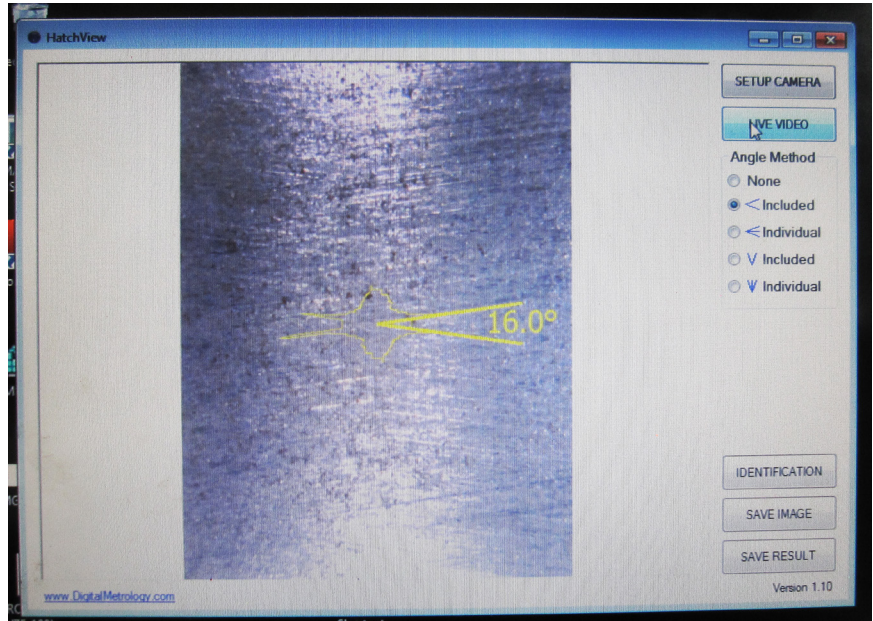 HatchView
SETUP CAMERA
LIVE VIDEO
Angle Method
None
< Included
Individual
V Included
Individual
16.0°
IDENTIFICATION
SAVE IMAGE
SAVE RESULT
www.DigitalMetrology.com
Version 1.10